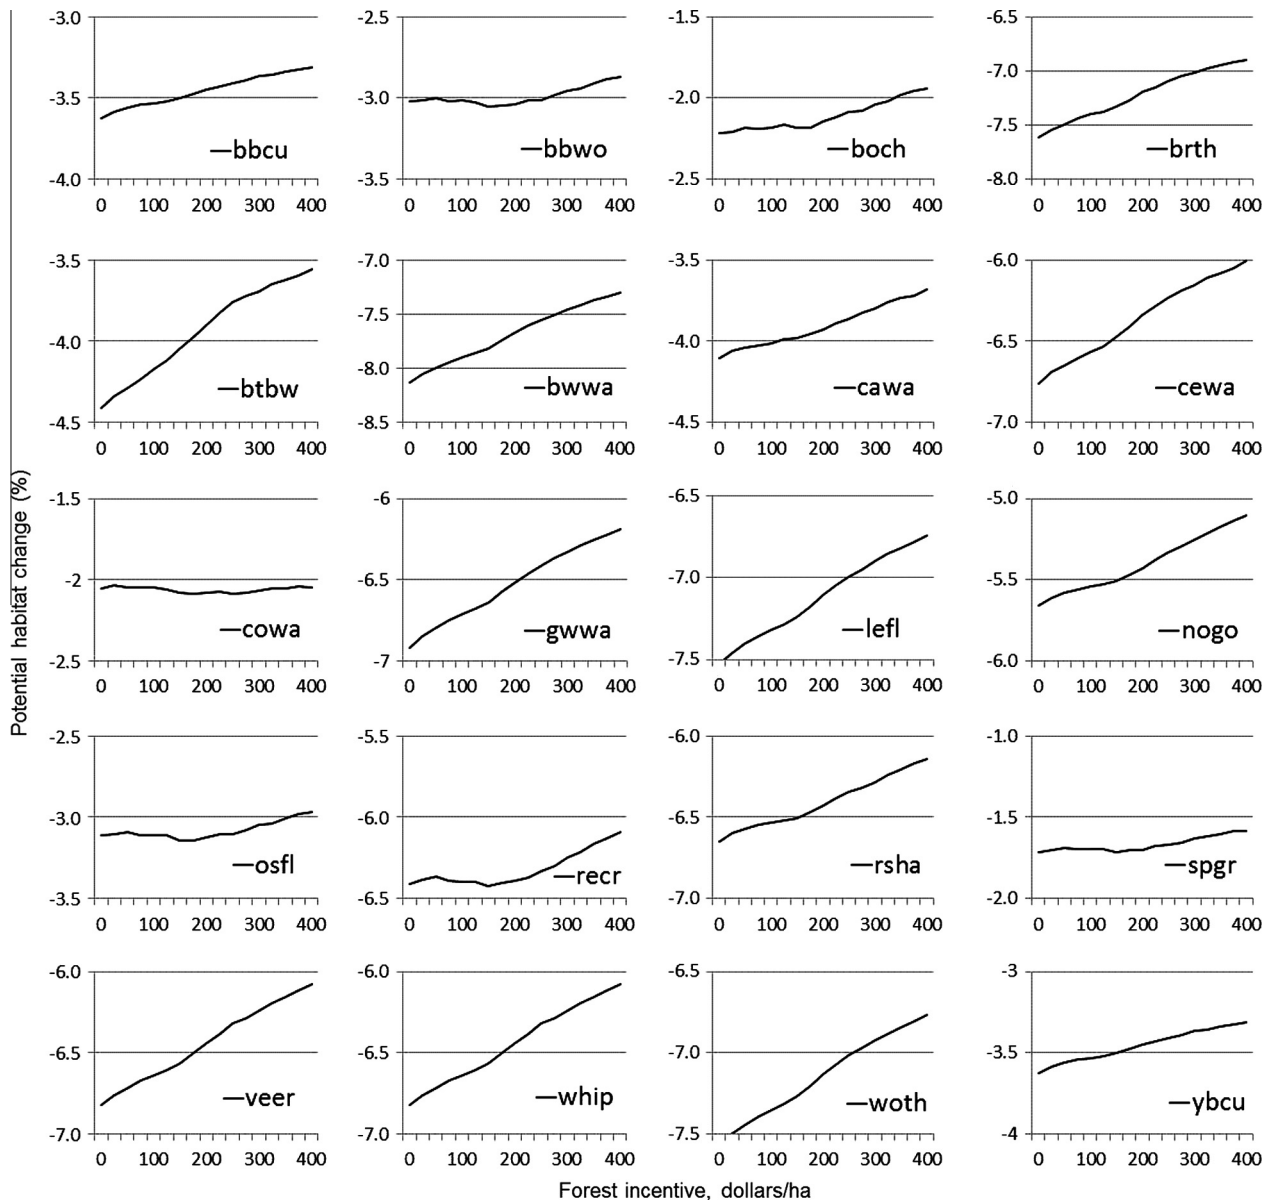 -3.0 -2.5 -1.5 -6.5
-7.0
-3.5 -3.0 -2.0
-7.5
bbcu bbwo boch brth
-4.0 -3.5 -2.5 -8.0
0 100 200 300 400 0 100 200 300 400 0 100 200 300 400 0 100 200 300 400
-3.5 -7.0 -3.5 -6.0
-7.5
-4.0 -4.0 -6.5
-8.0
btbw bwwa cawa cewa
-4.5 -8.5 -4.5 -7.0
0 100 200 300 400 0 100 200 300 400 0 100 200 300 400 0 100 200 300 400
Potential habitat change (%)
-1.5 -6 -6.5 -5.0
-2 -6.5 -7.0 -5.5
cowa gwwa lefl nogo
-2.5 -7 -7.5 -6.0
0 100 200 300 400 0 100 200 300 400 0 100 200 300 400 0 100 200 300 400
-2.5 -5.5 -6.0 -1.0
-3.0 -6.0 -6.5 -1.5
osfl recr rsha spgr
-3.5 -6.5 -7.0 -2.0
0 100 200 300 400 0 100 200 300 400 0 100 200 300 400 0 100 200 300 400
-6.0 -6.0 -6.5 -3
-6.5 -6.5 -7.0 -3.5
veer whip woth ybcu
-7.0 -7.0 -7.5 -4
0 100 200 300 400 0 100 200 300 400 0 100 200 300 400 0 100 200 300 400
Forest incentive, dollars/ha